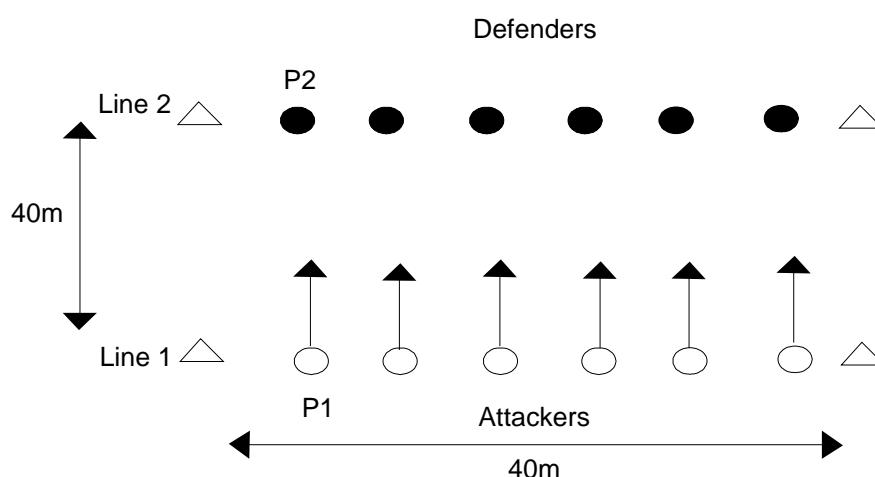 Defenders
P2
Line 2
40m
Line 1
P1
Attackers
40m